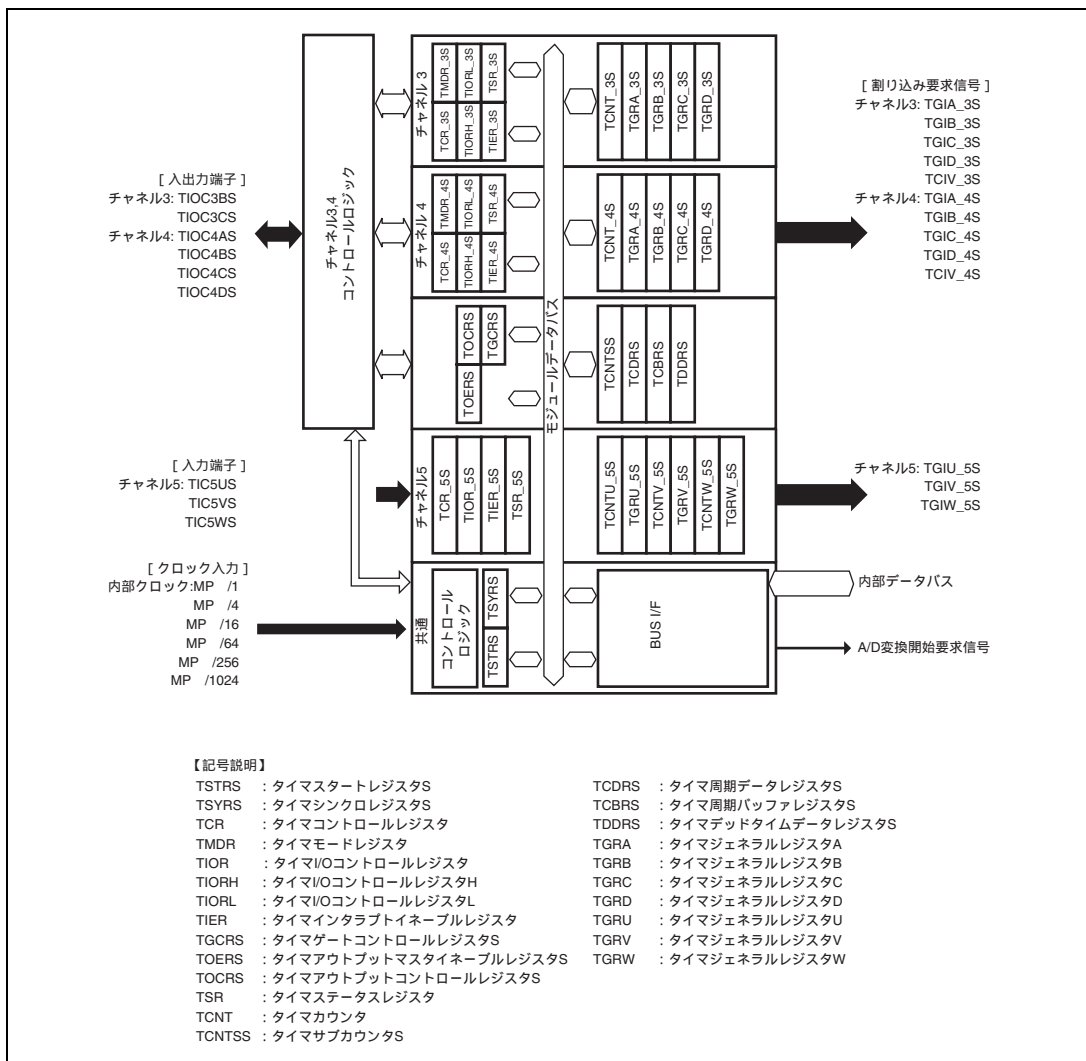 [ 入出力端子 ]
チャネル3: TIOC3BS
TIOC3CS
チャネル4: TIOC4AS
TIOC4BS
TIOC4CS
TIOC4DS
[ 入力端子 ]
チャネル5: TIC5US
TIC5VS
TIC5WS
[ クロック入力 ]
内部クロック:MP /1
MP /4
MP /16
MP /64
MP /256
MP /1024
チャネル3,4
コントロールロジック
チャネル 3
TMDR_3S
TIORL_3S
TSR_3S
TCR_3S
TIORH_3S
TIER_3S
TCNT_3S
TGRA_3S
TGRB_3S
TGRC_3S
TGRD_3S
チャネル 4
TMDR_4S
TIORL_4S
TSR_4S
TCR_4S
TIORH_4S
TIER_4S
TCNT_4S
TGRA_4S
TGRB_4S
TGRC_4S
TGRD_4S
TOCRS
TGCRS
TOERS
モジュールデータバス
TCNTSS
TCDRS
TCBRS
TDDRS
チャネル5
TCR_5S
TIOR_5S
TIER_5S
TSR_5S
TCNTU_5S
TGRU_5S
TCNTV_5S
TGRV_5S
TCNTW_5S
TGRW_5S
共通
コントロール
ロジック
TSYRS
TSTRS
BUS I/F
[ 割り込み要求信号 ]
チャネル3: TGIA_3S
TGIB_3S
TGIC_3S
TGID_3S
TCIV_3S
チャネル4: TGIA_4S
TGIB_4S
TGIC_4S
TGID_4S
TCIV_4S
チャネル5: TGIU_5S
TGIV_5S
TGIW_5S
内部データバス
A/D変換開始要求信号
【記号説明】
TSTRS : タイマスタートレジスタS
TSYRS : タイマシンクロレジスタS
TCR : タイマコントロールレジスタ
TMDR : タイマモードレジスタ
TIOR : タイマI/Oコントロールレジスタ
TIORH : タイマI/OコントロールレジスタH
TIORL : タイマI/OコントロールレジスタL
TIER : タイマインタラプトイネーブルレジスタ
TGCRS : タイマゲートコントロールレジスタS
TOERS : タイマアウトプットマスタイネーブルレジスタS
TOCRS : タイマアウトプットコントロールレジスタS
TSR : タイマステータスレジスタ
TCNT : タイマカウンタ
TCNTSS : タイマサブカウンタS
TCDRS : タイマ周期データレジスタS
TCBRS : タイマ周期バッファレジスタS
TDDRS : タイマデッドタイムデータレジスタS
TGRA : タイマジェネラルレジスタA
TGRB : タイマジェネラルレジスタB
TGRC : タイマジェネラルレジスタC
TGRD : タイマジェネラルレジスタD
TGRU : タイマジェネラルレジスタU
TGRV : タイマジェネラルレジスタV
TGRW : タイマジェネラルレジスタW